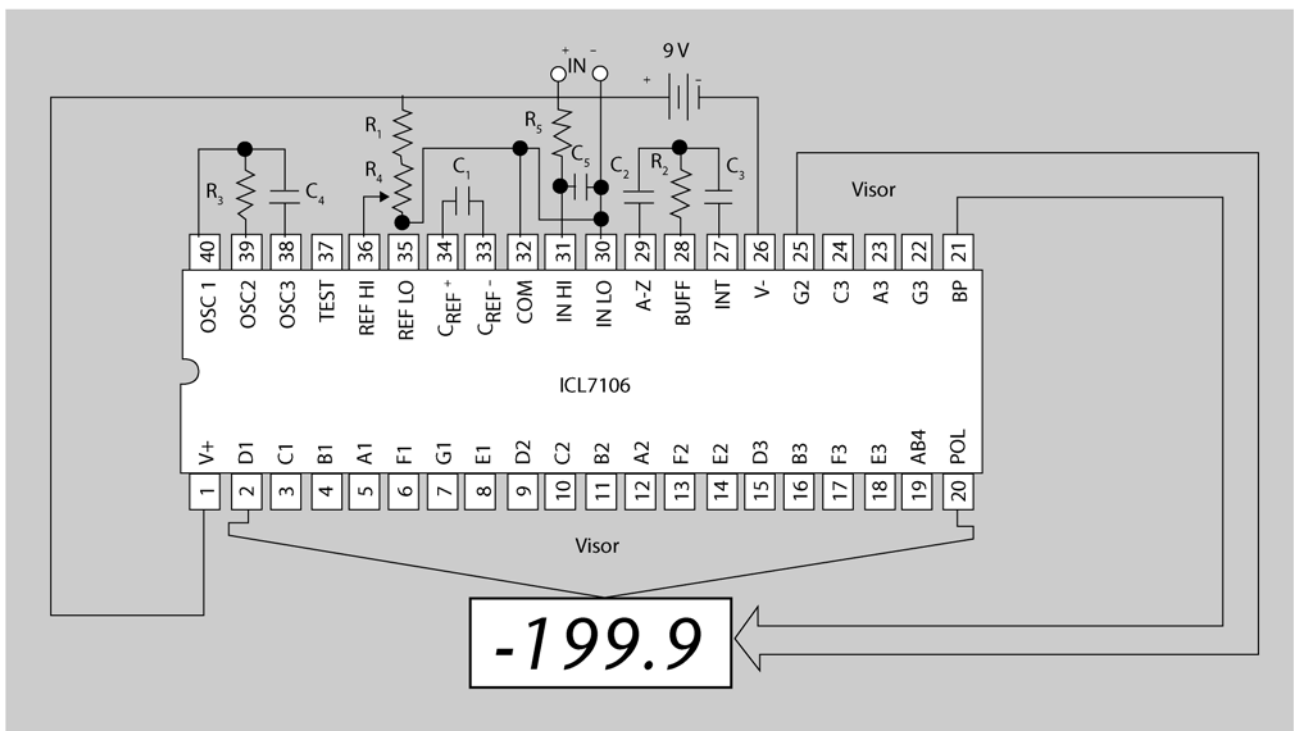 + IN -
9 V
+ -
R1
R5
C5
C2
R2
C3
R4
C1
Visor
R3
C4
40 39 38 37 36 35 34 33 32 31 30 29 28 27 26 25 24 23 22 21
OSC 1 OSC2 OSC3 TEST REF HI REF LO CREF+ CREF- COM IN HI IN LO A-Z BUFF INT V- G2 C3 A3 G3 BP
ICL7106
V+ D1 C1 B1 A1 F1 G1 E1 D2 C2 B2 A2 F2 E2 D3 B3 F3 E3 AB4 POL
1 2 3 4 5 6 7 8 9 10 11 12 13 14 15 16 17 18 19 20
Visor
-199.9